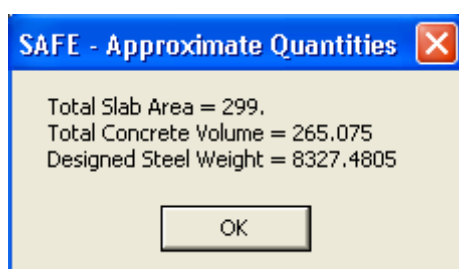 SAFE - Approximate Quantities
Total Slab Area = 299.
Total Concrete Volume = 265.075
Designed Steel Weight = 8327.4805
OK